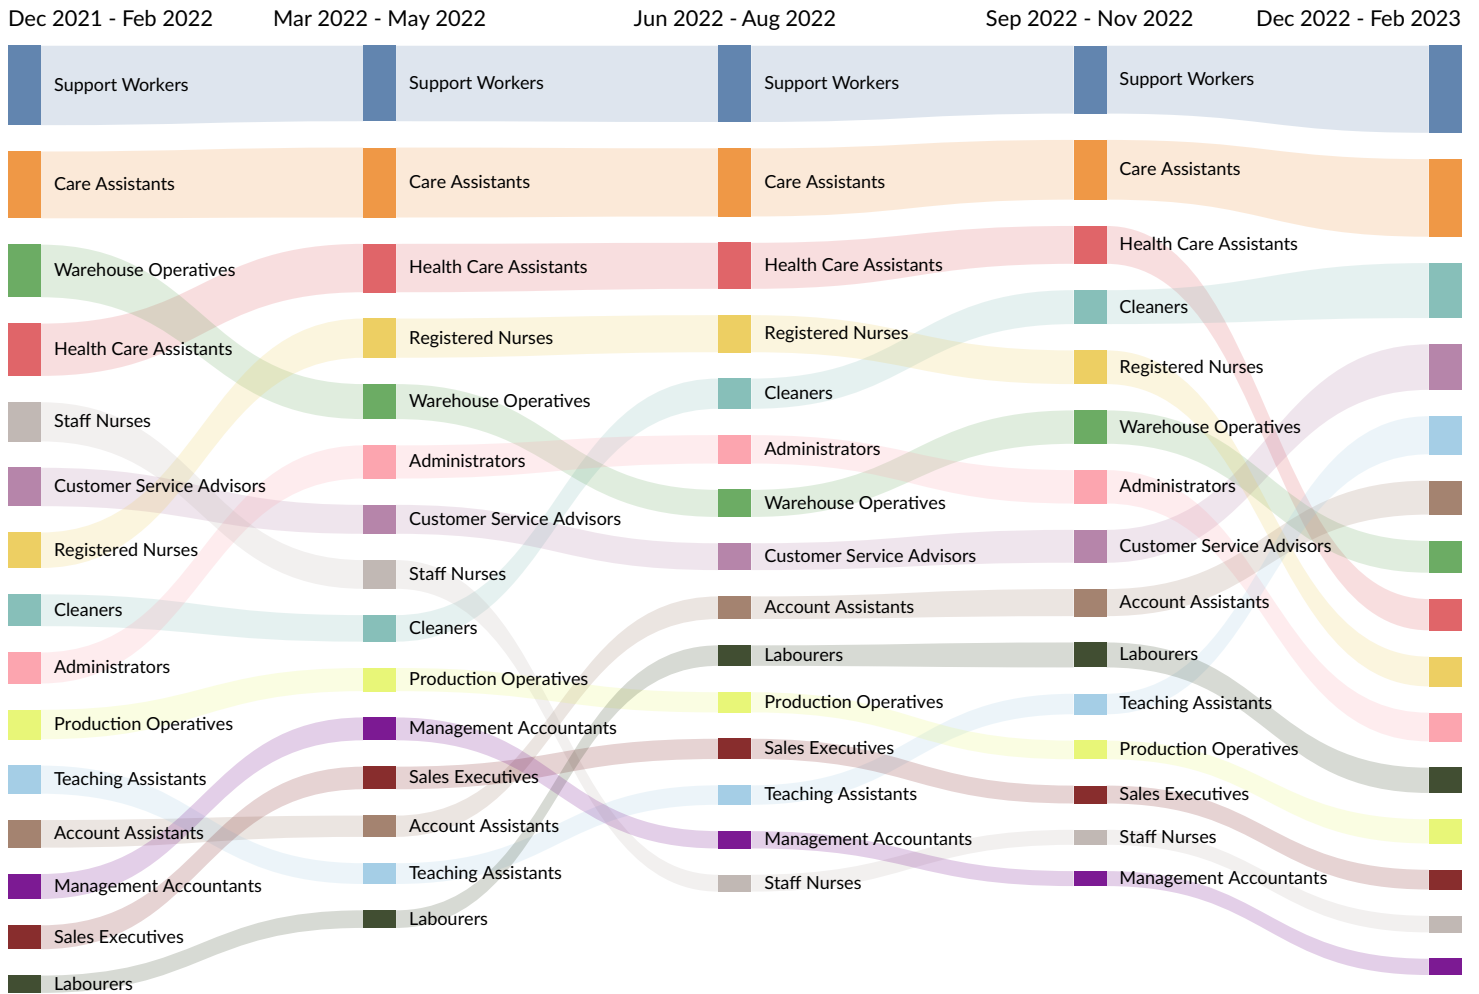 Dec 2021 - Feb 2022
Mar 2022 - May 2022
Jun 2022 - Aug 2022
Sep 2022 - Nov 2022
Dec 2022 - Feb 2023
Support Workers
Care Assistants
Warehouse Operatives
Health Care Assistants
Staff Nurses
Customer Service Advisors
Registered Nurses
Cleaners
Administrators
Production Operatives
Teaching Assistants
Account Assistants
Management Accountants
Sales Executives
Labourers
Support Workers
Care Assistants
Health Care Assistants
Registered Nurses
Warehouse Operatives
Administrators
Customer Service Advisors
Staff Nurses
Cleaners
Production Operatives
Management Accountants
Sales Executives
Account Assistants
Teaching Assistants
Labourers
Support Workers
Care Assistants
Health Care Assistants
Registered Nurses
Cleaners
Administrators
Warehouse Operatives
Customer Service Advisors
Account Assistants
Labourers
Production Operatives
Sales Executives
Teaching Assistants
Management Accountants
Staff Nurses
Support Workers
Care Assistants
Health Care Assistants
Cleaners
Registered Nurses
Warehouse Operatives
Administrators
Customer Service Advisors
Account Assistants
Labourers
Teaching Assistants
Production Operatives
Sales Executives
Staff Nurses
Management Accountants